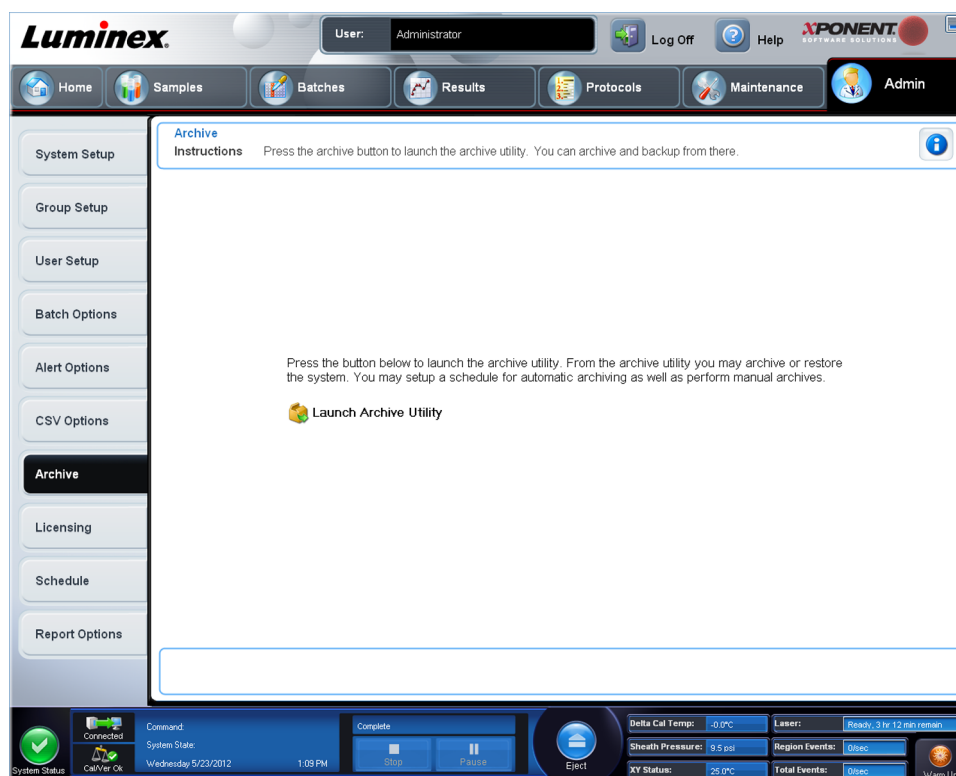 Luminex.
User: Administrator
Log Off
Help
XPONENT.
SOFTWARE SOLUTIONS
Home
Samples
Batches
Results
Protocols
Maintenance
Admin
System Setup
Group Setup
User Setup
Batch Options
Alert Options
CSV Options
Archive
Licensing
Schedule
Report Options
Archive
Instructions Press the archive button to launch the archive utility. You can archive and backup from there.
Press the button below to launch the archive utility. From the archive utility you may archive or restore
the system. You may setup a schedule for automatic archiving as well as perform manual archives.
Launch Archive Utility
System Status
Connected
Cal/Ver Ok
Command:
System State:
Wednesday 5/23/2012 1:09 PM
Complete
Stop
Pause
Eject
Delta Cal Temp: -0.0°C
Sheath Pressure: 9.5 psi
XY Status: 25.0°C
Laser: Ready, 3 hr 12 min remain
Region Events: 0/sec
Total Events: 0/sec
Warm Up